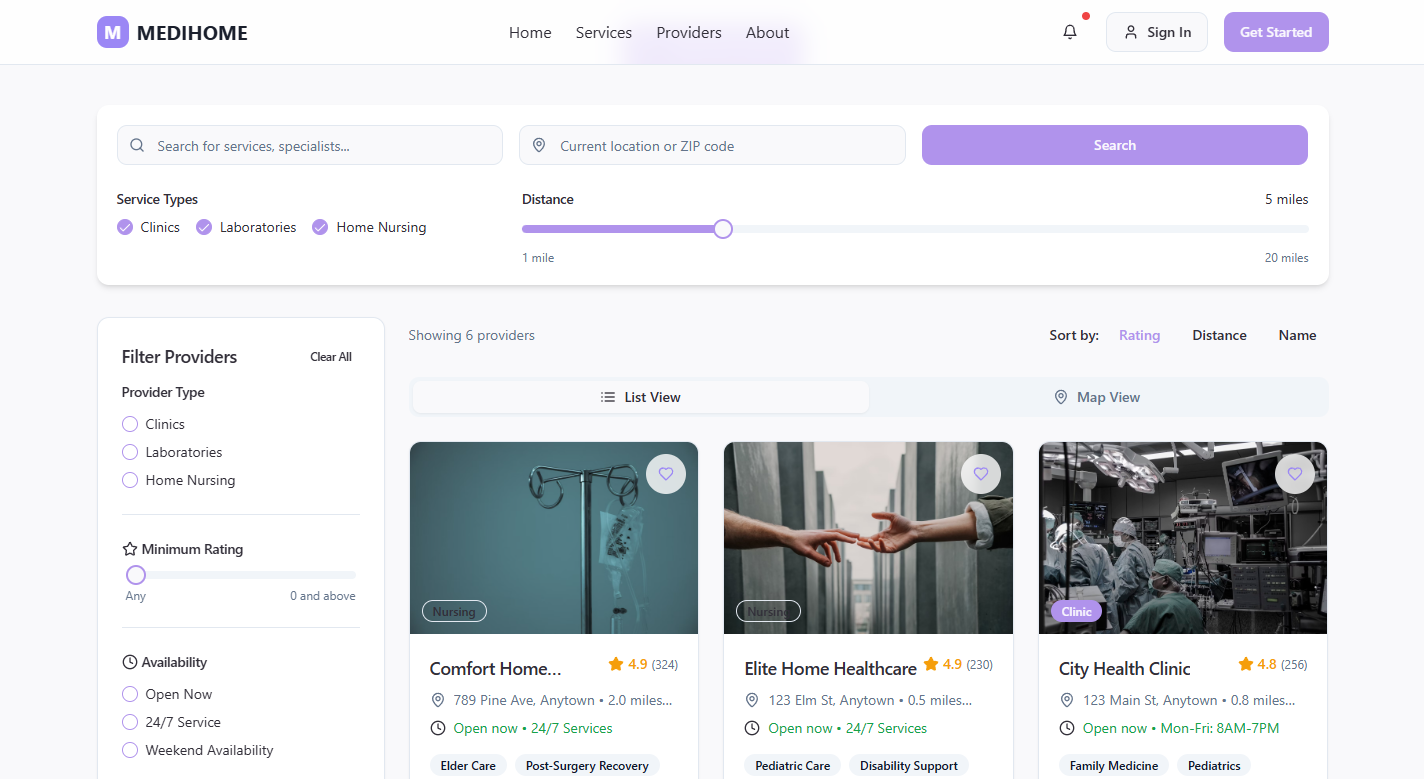 M MEDIHOME Home Services Providers About Sign In Get Started
Search for services, specialists... Current location or ZIP code Search
Service Types
Clinics Laboratories Home Nursing
Distance 5 miles
1 mile 20 miles
Filter Providers Clear All
Provider Type
Clinics
Laboratories
Home Nursing
Minimum Rating
Any 0 and above
Availability
Open Now
24/7 Service
Weekend Availability
Showing 6 providers Sort by: Rating Distance Name
List View Map View
Nursing
Comfort Home... 4.9 (324)
789 Pine Ave, Anytown • 2.0 miles...
Open now • 24/7 Services
Elder Care Post-Surgery Recovery
Nursing
Elite Home Healthcare 4.9 (230)
123 Elm St, Anytown • 0.5 miles...
Open now • 24/7 Services
Pediatric Care Disability Support
Clinic
City Health Clinic 4.8 (256)
123 Main St, Anytown • 0.8 miles...
Open now • Mon-Fri: 8AM-7PM
Family Medicine Pediatrics